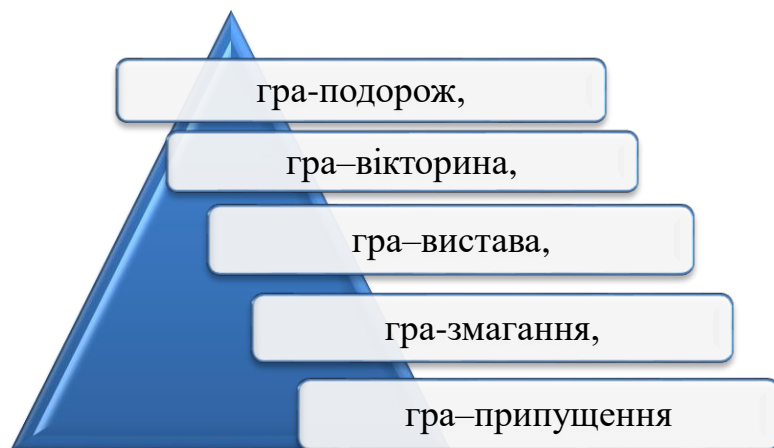 гра-подорож,
гра–вікторина,
гра–вистава,
гра-змагання,
гра–припущення